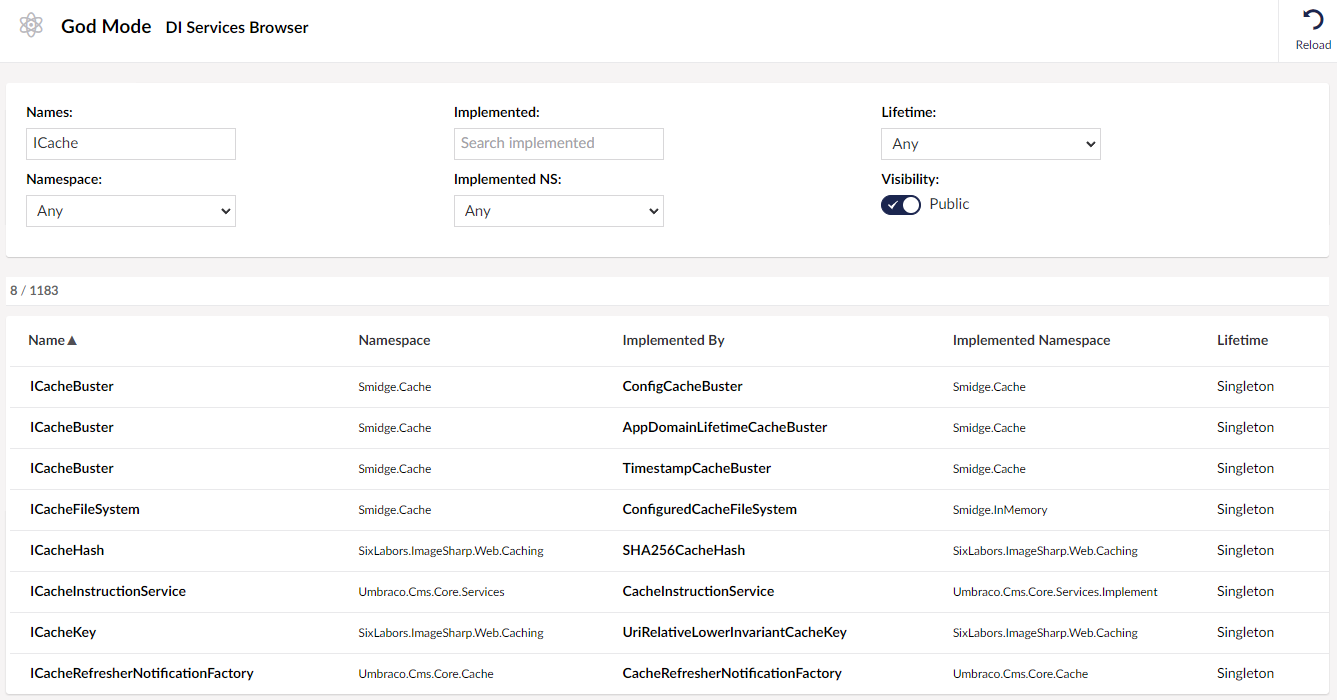 God Mode DI Services Browser
Reload
Names: Implemented: Lifetime:
ICache Search implemented Any
Namespace: Implemented NS: Visibility:
Any Any Public
8 / 1183
Name▲ Namespace Implemented By Implemented Namespace Lifetime
ICacheBuster Smidge.Cache ConfigCacheBuster Smidge.Cache Singleton
ICacheBuster Smidge.Cache AppDomainLifetimeCacheBuster Smidge.Cache Singleton
ICacheBuster Smidge.Cache TimestampCacheBuster Smidge.Cache Singleton
ICacheFileSystem Smidge.Cache ConfiguredCacheFileSystem Smidge.InMemory Singleton
ICacheHash SixLabors.ImageSharp.Web.Caching SHA256CacheHash SixLabors.ImageSharp.Web.Caching Singleton
ICacheInstructionService Umbraco.Cms.Core.Services CacheInstructionService Umbraco.Cms.Core.Services.Implement Singleton
ICacheKey SixLabors.ImageSharp.Web.Caching UriRelativeLowerInvariantCacheKey SixLabors.ImageSharp.Web.Caching Singleton
ICacheRefresherNotificationFactory Umbraco.Cms.Core.Cache CacheRefresherNotificationFactory Umbraco.Cms.Core.Cache Singleton